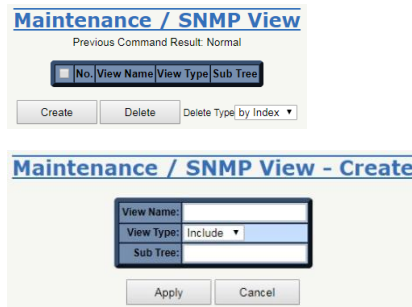 Maintenance / SNMP View
Previous Command Result: Normal
No. View Name View Type Sub Tree
Create Delete Delete Type by Index
Maintenance / SNMP View - Create
View Name:
View Type: Include
Sub Tree:
Apply Cancel